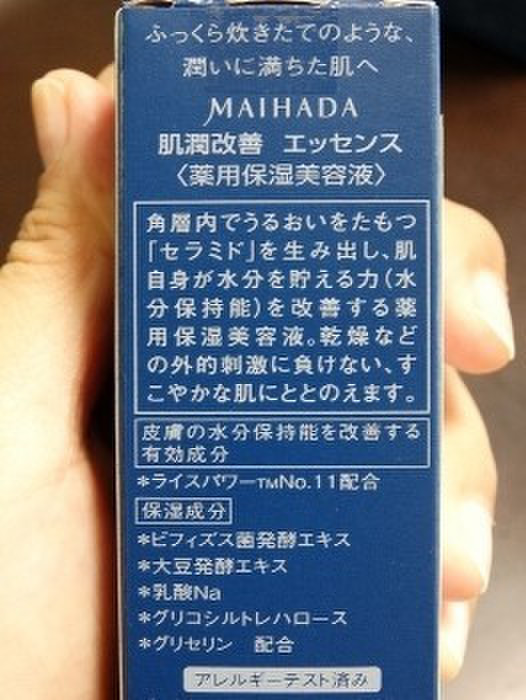 ふっくら炊きたてのような、
潤いに満ちた肌へ
MAIHADA
肌潤改善 エッセンス
〈薬用保湿美容液〉
角層内でうるおいをたもつ
「セラミド」を生み出し、肌
自身が水分を貯える力(水
分保持能)を改善する薬
用保湿美容液。乾燥など
の外的刺激に負けない、す
こやかな肌にととのえます。
皮膚の水分保持能を改善する
有効成分
*ライスパワー™No.11配合
保湿成分
*ビフィズス菌発酵エキス
*大豆発酵エキス
*乳酸Na
*グリコシルトレハロース
*グリセリン 配合
アレルギーテスト済み